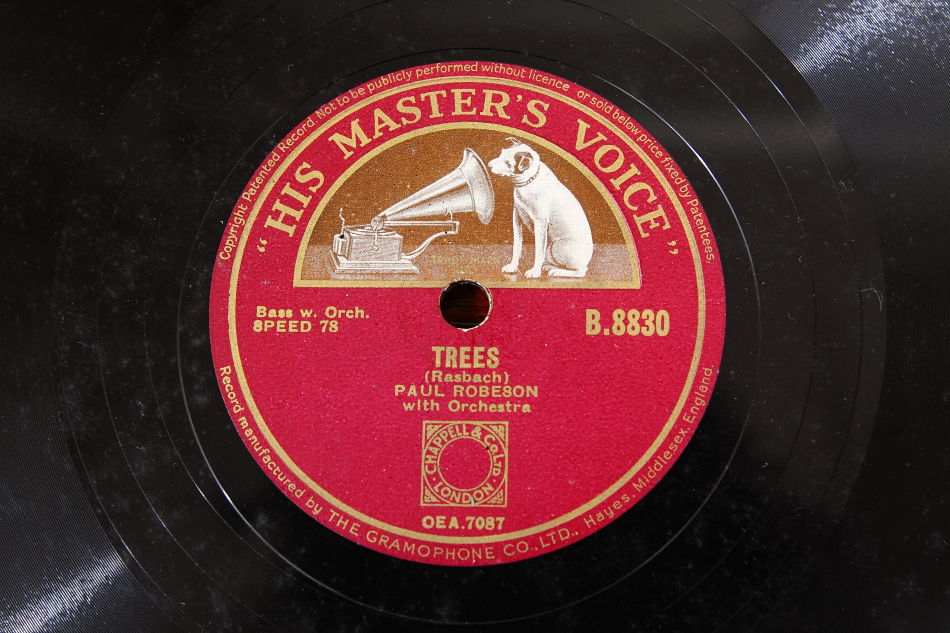 Copyright Patented Record. Not to be publicly performed without licence or sold below price fixed by Patentees.
"HIS MASTER'S VOICE"
TRADE MARK
Bass w. Orch.
SPEED 78
B.8830
TREES
(Rasbach)
PAUL ROBESON
with Orchestra
CHAPPELL & CO. LTD
LONDON
OEA.7087
Record manufactured by THE GRAMOPHONE CO., LTD., Hayes, Middlesex, England.